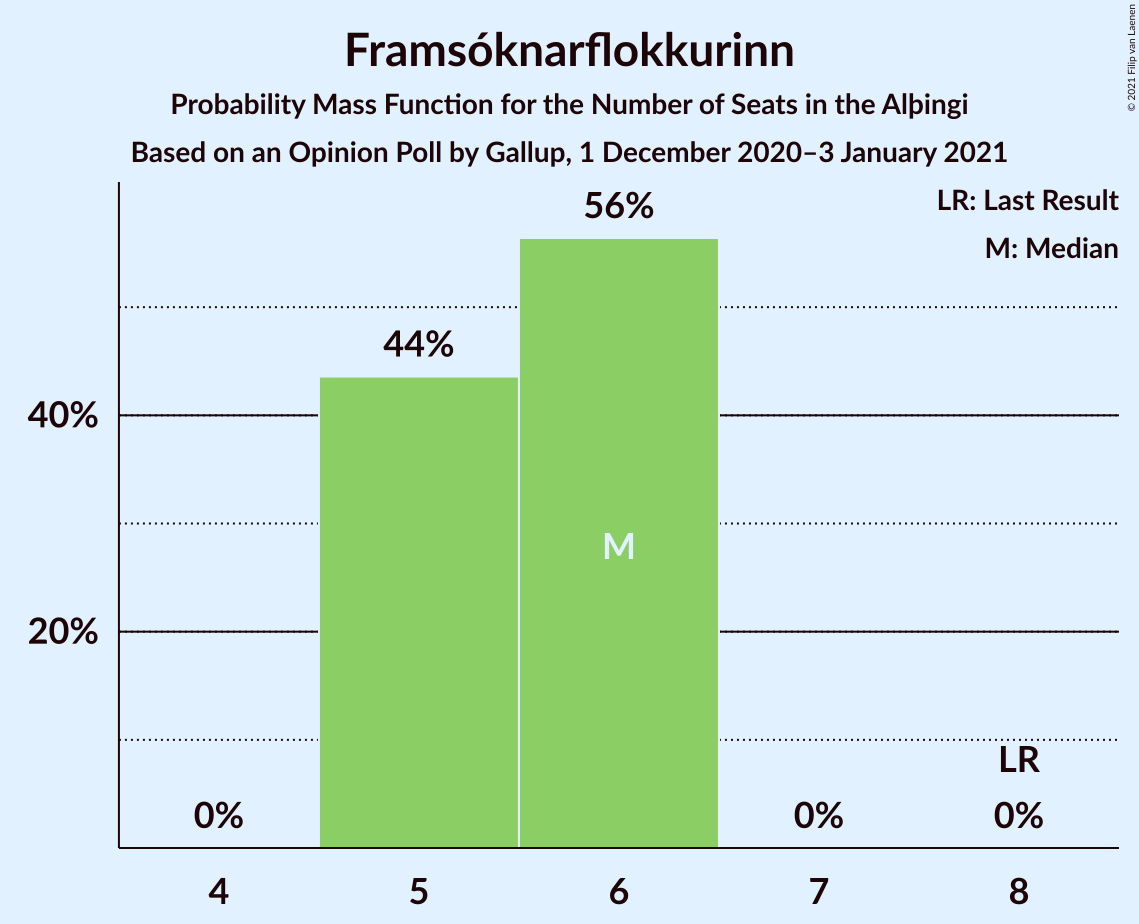 Framsóknarflokkurinn
Probability Mass Function for the Number of Seats in the Alþingi
Based on an Opinion Poll by Gallup, 1 December 2020–3 January 2021
© 2021 Filip van Laenen
LR: Last Result
M: Median
56%
44%
40%
M
20%
LR
0%
0%
0%
4
5
6
7
8